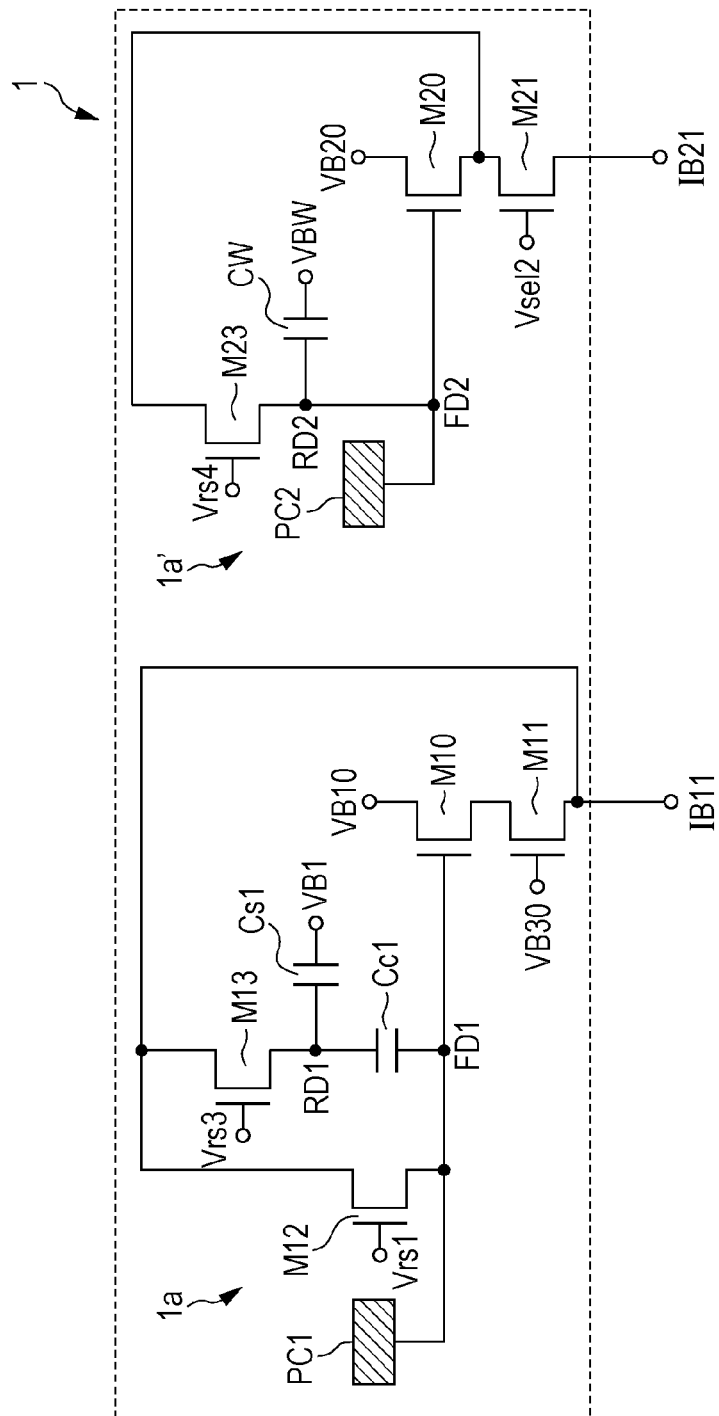 1
1a
PC1
M12
Vrs1
Vrs3
M13
RD1
Cs1
VB1
Cc1
FD1
VB10
M10
M11
VB30
IB11
1a'
PC2
Vrs4
M23
RD2
CW
VBW
FD2
VB20
M20
M21
Vsel2
IB21